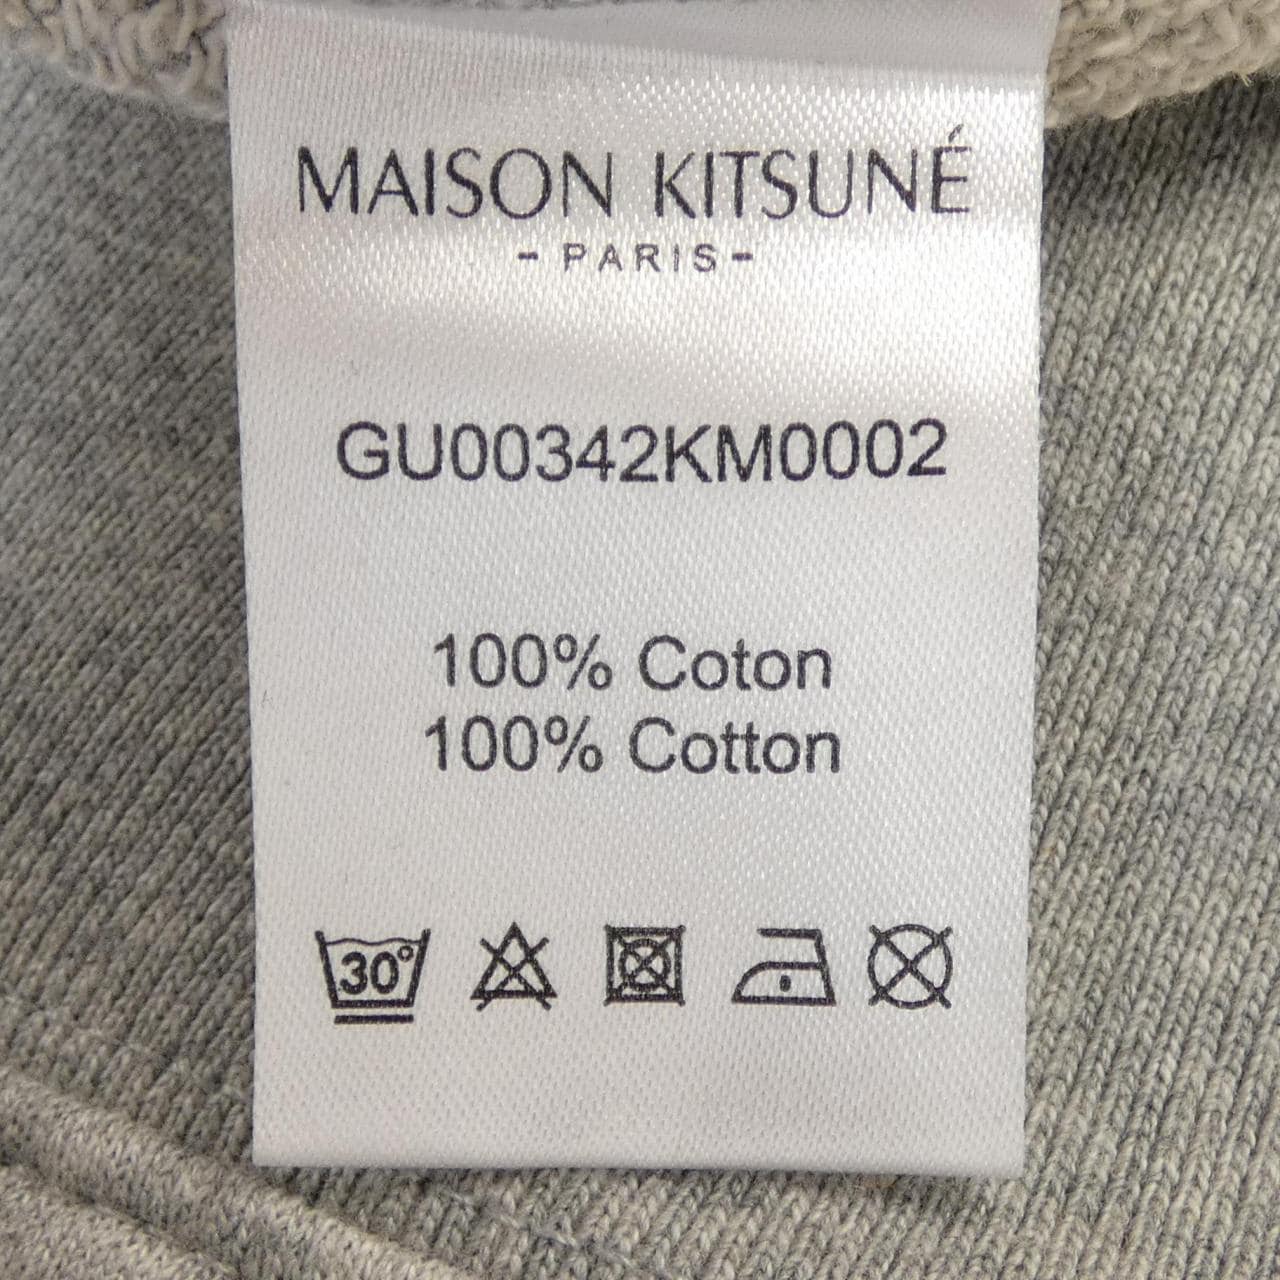 MAISON KITSUNÉ
- PARIS -
GU00342KM0002
100% Coton
100% Cotton
30°